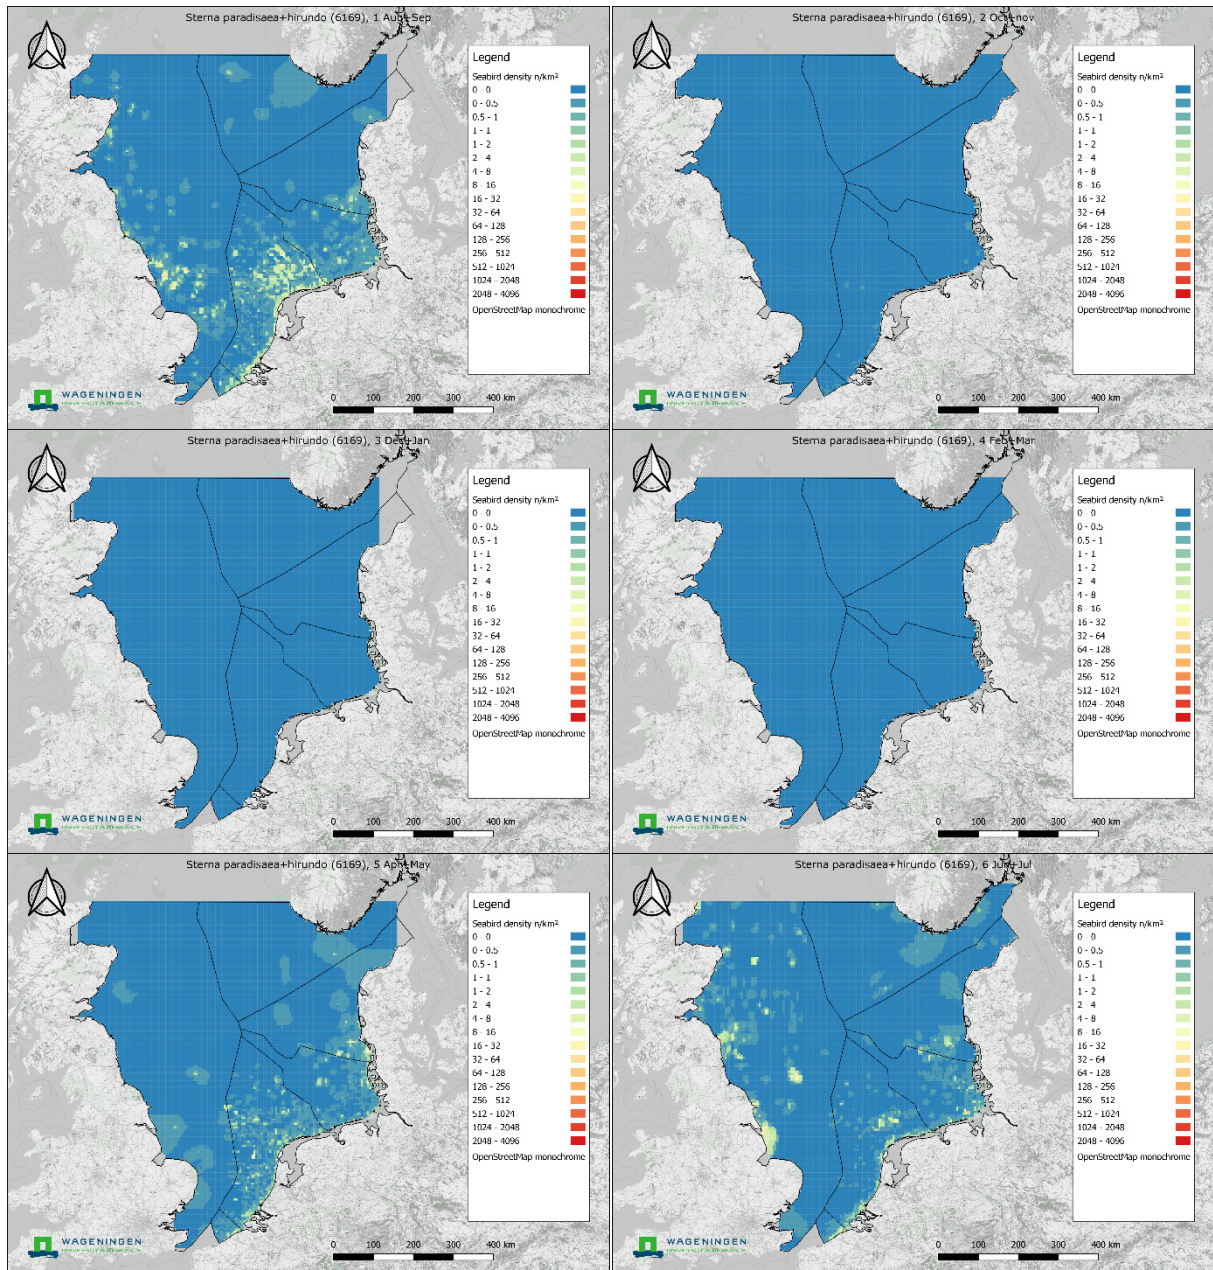 Sterna paradisaea+hirundo (6169), 1 Aug+Sep
Legend
Seabird density n/km²
0 - 0
0 - 0.5
0.5 - 1
1 - 1
1 - 2
2 - 4
4 - 8
8 - 16
16 - 32
32 - 64
64 - 128
128 - 256
256 - 512
512 - 1024
1024 - 2048
2048 - 4096
OpenStreetMap monochrome
WAGENINGEN
0 100 200 300 400 km
Sterna paradisaea+hirundo (6169), 2 Oct+nov
Legend
Seabird density n/km²
0 - 0
0 - 0.5
0.5 - 1
1 - 1
1 - 2
2 - 4
4 - 8
8 - 16
16 - 32
32 - 64
64 - 128
128 - 256
256 - 512
512 - 1024
1024 - 2048
2048 - 4096
OpenStreetMap monochrome
WAGENINGEN
0 100 200 300 400 km
Sterna paradisaea+hirundo (6169), 3 Dec+Jan
Legend
Seabird density n/km²
0 - 0
0 - 0.5
0.5 - 1
1 - 1
1 - 2
2 - 4
4 - 8
8 - 16
16 - 32
32 - 64
64 - 128
128 - 256
256 - 512
512 - 1024
1024 - 2048
2048 - 4096
OpenStreetMap monochrome
WAGENINGEN
0 100 200 300 400 km
Sterna paradisaea+hirundo (6169), 4 Feb+Mar
Legend
Seabird density n/km²
0 - 0
0 - 0.5
0.5 - 1
1 - 1
1 - 2
2 - 4
4 - 8
8 - 16
16 - 32
32 - 64
64 - 128
128 - 256
256 - 512
512 - 1024
1024 - 2048
2048 - 4096
OpenStreetMap monochrome
WAGENINGEN
0 100 200 300 400 km
Sterna paradisaea+hirundo (6169), 5 Apr+May
Legend
Seabird density n/km²
0 - 0
0 - 0.5
0.5 - 1
1 - 1
1 - 2
2 - 4
4 - 8
8 - 16
16 - 32
32 - 64
64 - 128
128 - 256
256 - 512
512 - 1024
1024 - 2048
2048 - 4096
OpenStreetMap monochrome
WAGENINGEN
0 100 200 300 400 km
Sterna paradisaea+hirundo (6169), 6 Jun+Jul
Legend
Seabird density n/km²
0 - 0
0 - 0.5
0.5 - 1
1 - 1
1 - 2
2 - 4
4 - 8
8 - 16
16 - 32
32 - 64
64 - 128
128 - 256
256 - 512
512 - 1024
1024 - 2048
2048 - 4096
OpenStreetMap monochrome
WAGENINGEN
0 100 200 300 400 km